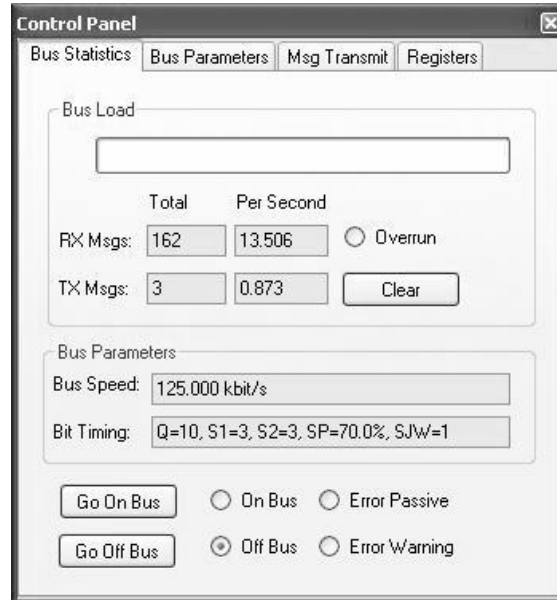 Control Panel
Bus Statistics Bus Parameters Msg Transmit Registers
Bus Load
Total Per Second
RX Msgs: 162 13.506 Overrun
TX Msgs: 3 0.873 Clear
Bus Parameters
Bus Speed: 125.000 kbit/s
Bit Timing: Q=10, S1=3, S2=3, SP=70.0%, SJW=1
Go On Bus On Bus Error Passive
Go Off Bus Off Bus Error Warning